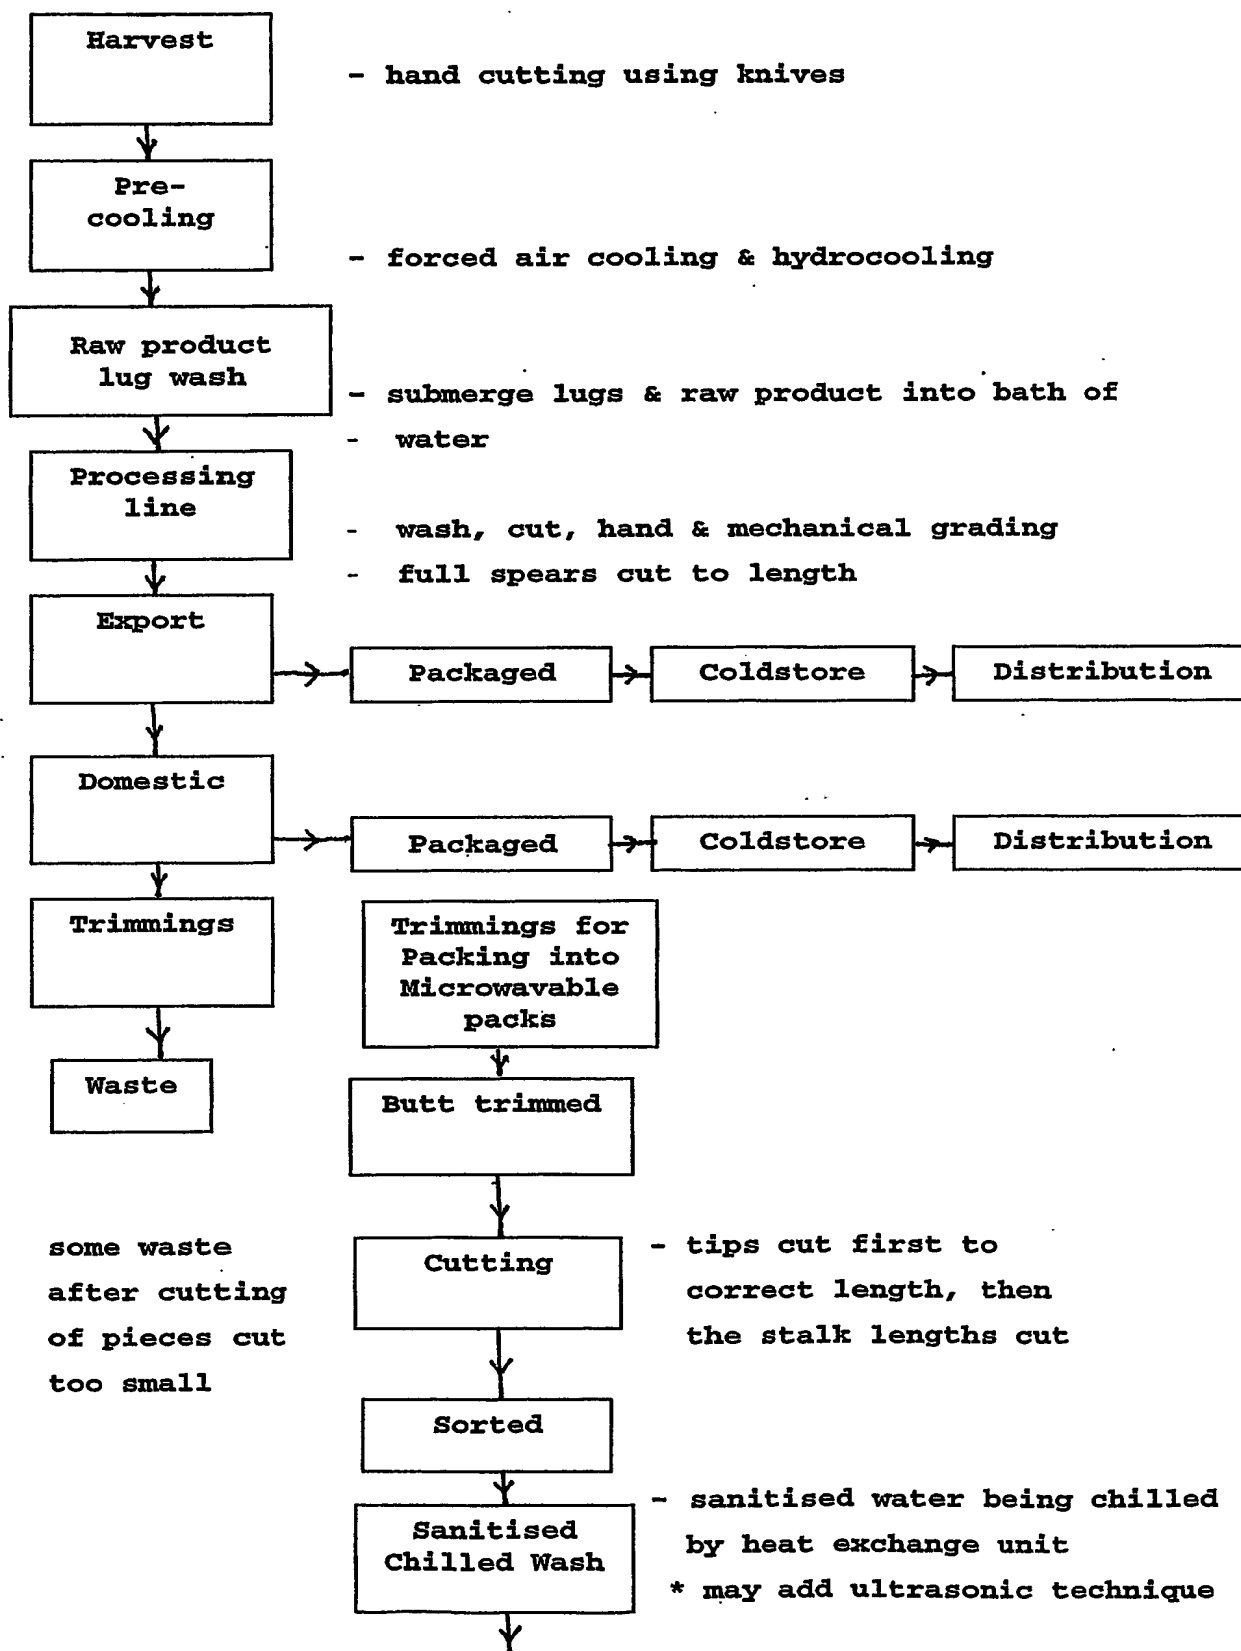 Harvest
- hand cutting using knives
Pre-
cooling
- forced air cooling & hydrocooling
Raw product
lug wash
- submerge lugs & raw product into bath of
- water
Processing
line
- wash, cut, hand & mechanical grading
- full spears cut to length
Export
Packaged
Coldstore
Distribution
Domestic
Packaged
Coldstore
Distribution
Trimmings
Waste
Trimmings for
Packing into
Microwavable
packs
Butt trimmed
some waste
after cutting
of pieces cut
too small
Cutting
- tips cut first to
correct length, then
the stalk lengths cut
Sorted
Sanitised
Chilled Wash
- sanitised water being chilled
by heat exchange unit
* may add ultrasonic technique